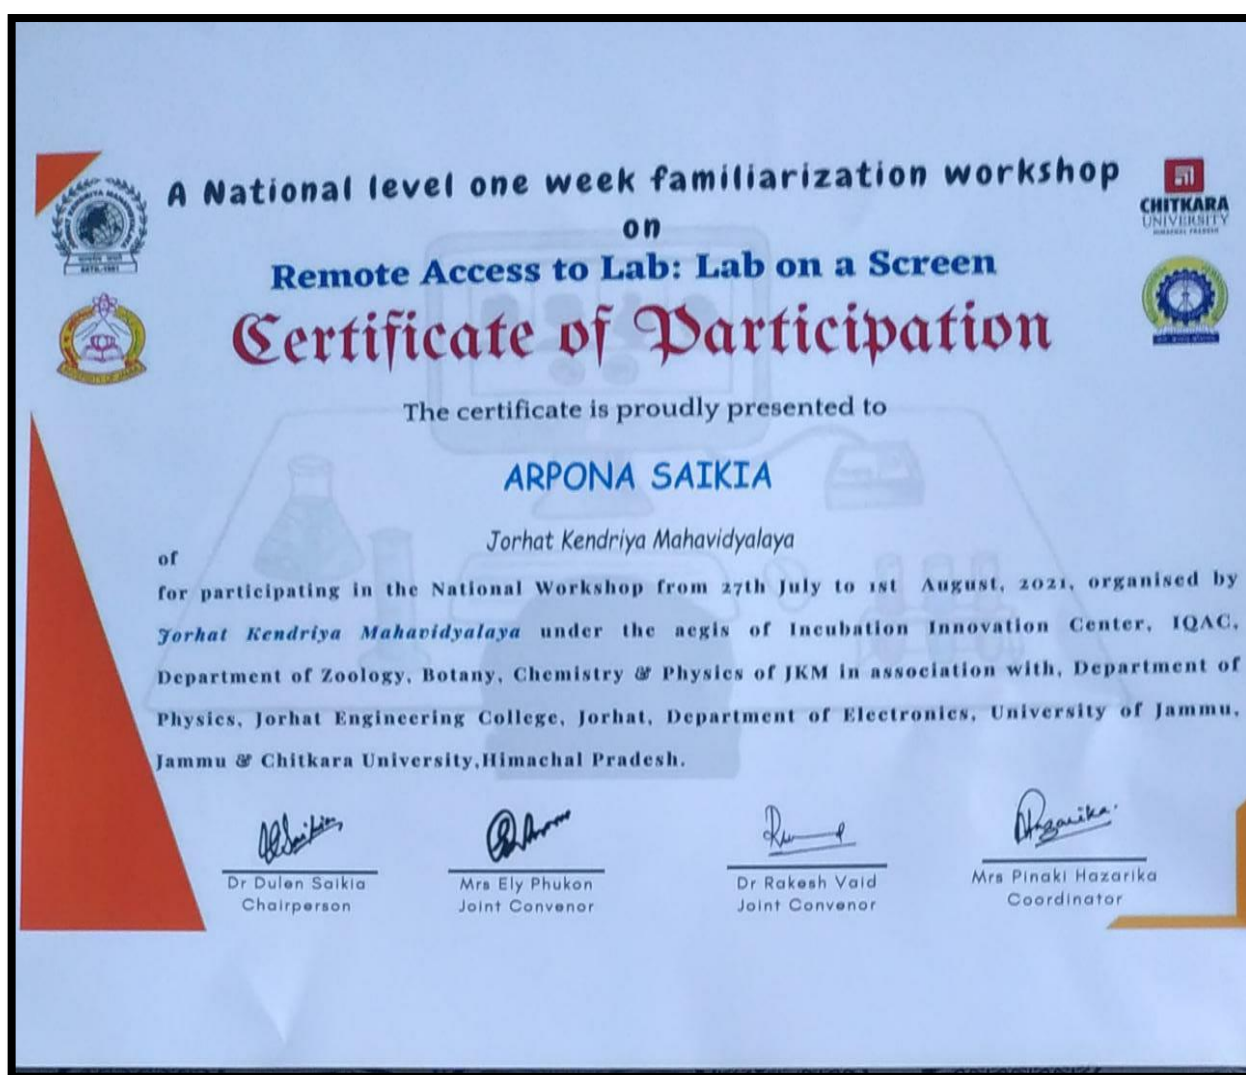 A National level one week familiarization workshop
on
Remote Access to Lab: Lab on a Screen
Certificate of Participation
CHITKARA
UNIVERSITY
HIMACHAL PRADESH
The certificate is proudly presented to
ARPONA SAIKIA
Jorhat Kendriya Mahavidyalaya
of
for participating in the National Workshop from 27th July to 1st August, 2021, organised by
Jorhat Kendriya Mahavidyalaya under the aegis of Incubation Innovation Center, IQAC,
Department of Zoology, Botany, Chemistry & Physics of JKM in association with, Department of
Physics, Jorhat Engineering College, Jorhat, Department of Electronics, University of Jammu,
Jammu & Chitkara University,Himachal Pradesh.
Dr Dulen Saikia
Chairperson
Mrs Ely Phukon
Joint Convenor
Dr Rakesh Vaid
Joint Convenor
Mrs Pinaki Hazarika
Coordinator